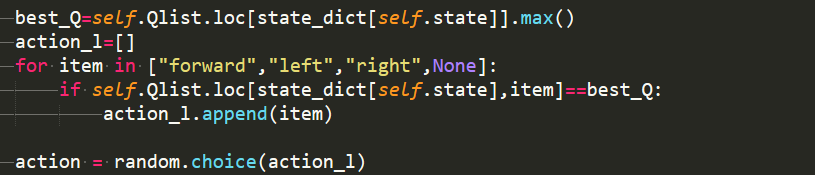 best_Q=self.Qlist.loc[state_dict[self.state]].max()
action_l=[]
for item in ["forward","left","right",None]:
if self.Qlist.loc[state_dict[self.state],item]==best_Q:
action_l.append(item)
action = random.choice(action_l)